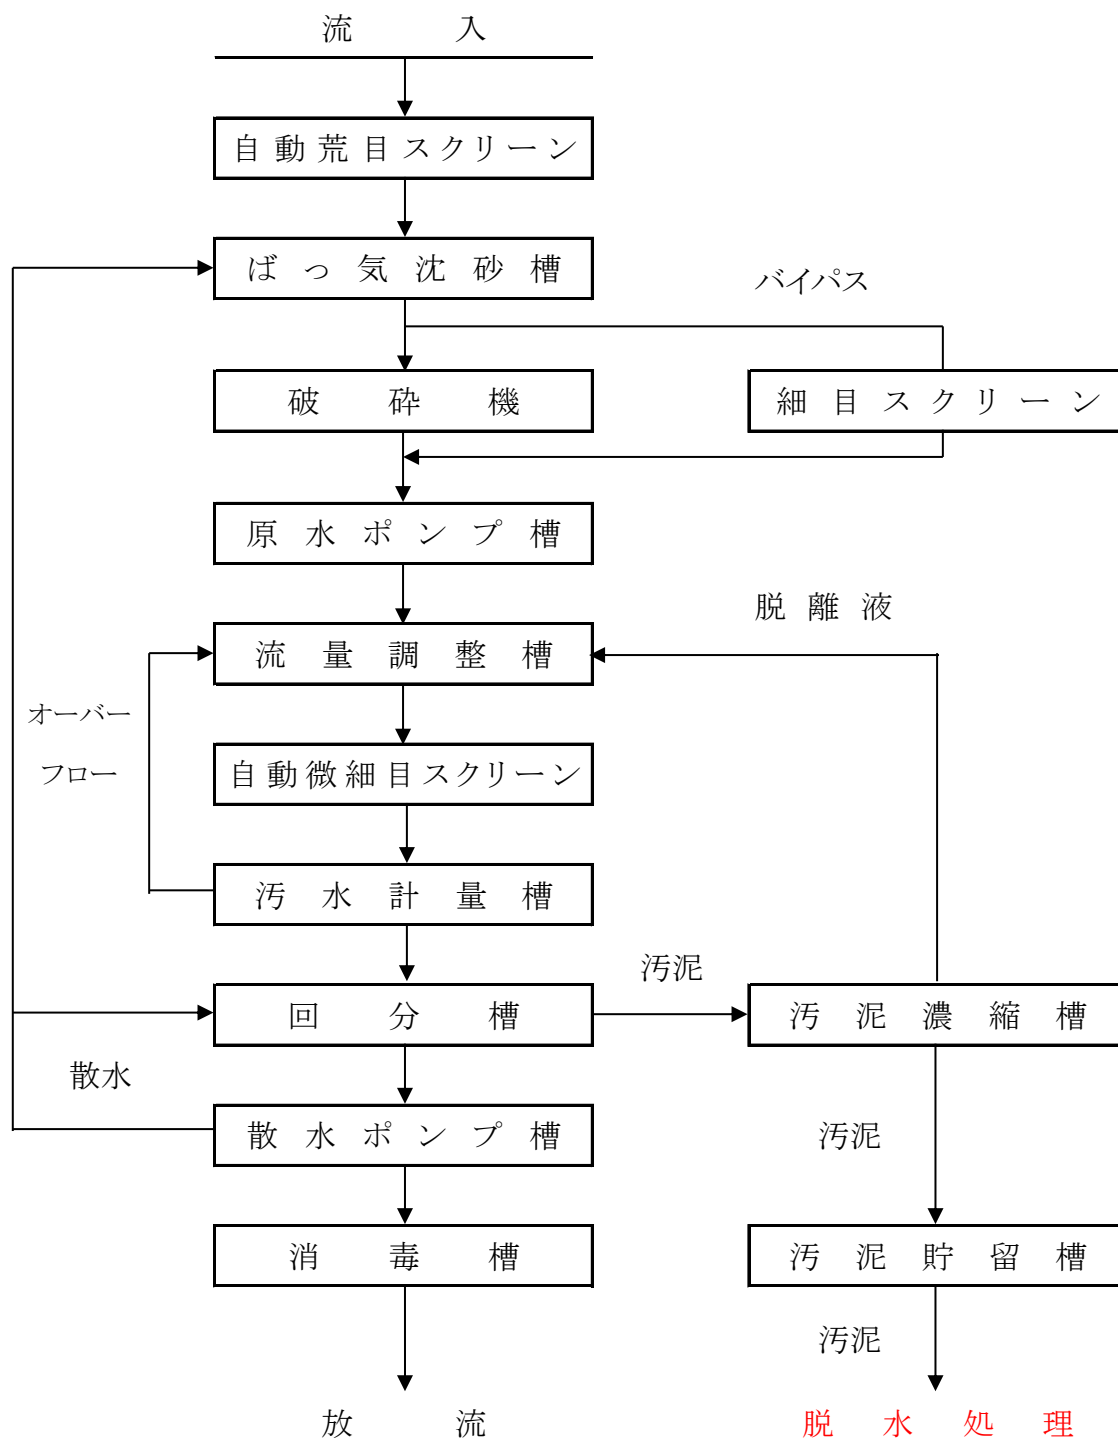 流入
自動荒目スクリーン
ばっ気沈砂槽
バイパス
破砕機
細目スクリーン
原水ポンプ槽
脱離液
流量調整槽
オーバー
フロー
自動微細目スクリーン
汚水計量槽
汚泥
回分槽
汚泥濃縮槽
散水
散水ポンプ槽
汚泥
消毒槽
汚泥貯留槽
汚泥
放流
脱水処理